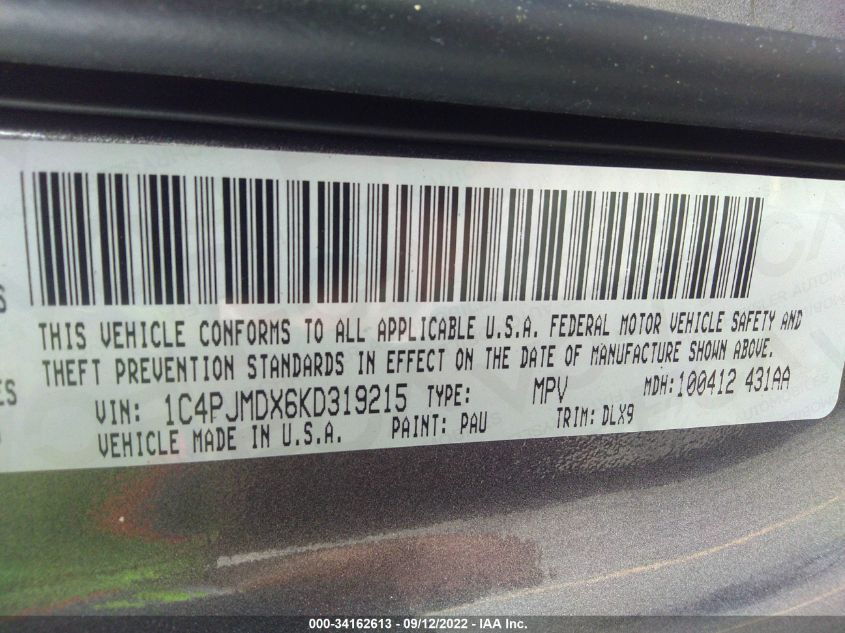 THIS VEHICLE CONFORMS TO ALL APPLICABLE U.S.A. FEDERAL MOTOR VEHICLE SAFETY AND
THEFT PREVENTION STANDARDS IN EFFECT ON THE DATE OF MANUFACTURE SHOWN ABOVE.
VIN: 1C4PJMDX6KD319215 TYPE: MPV MDH:100412 431AA
VEHICLE MADE IN U.S.A. PAINT: PAU TRIM: DLX9
000-34162613 - 09/12/2022 - IAA Inc.